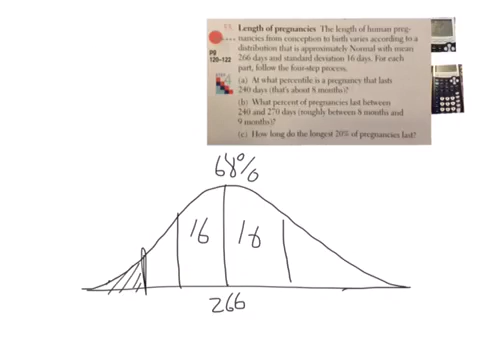 53. Length of pregnancies The length of human preg-
nancies from conception to birth varies according to a
distribution that is approximately Normal with mean
266 days and standard deviation 16 days. For each
part, follow the four-step process.
pg
120-122
(a) At what percentile is a pregnancy that lasts
240 days (that's about 8 months)?
(b) What percent of pregnancies last between
240 and 270 days (roughly between 8 months and
9 months)?
(c) How long do the longest 20% of pregnancies last?
68%
16 16
266